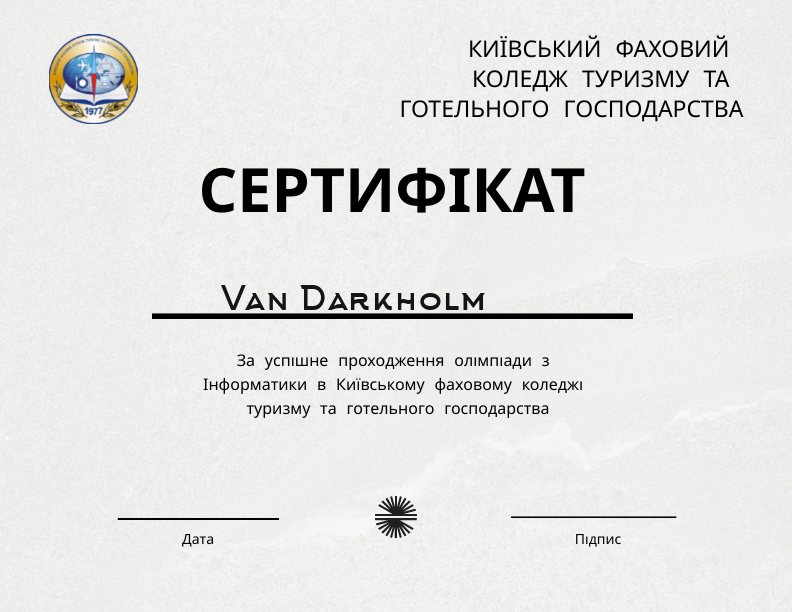 КИЇВСЬКИЙ ФАХОВИЙ
КОЛЕДЖ ТУРИЗМУ ТА
ГОТЕЛЬНОГО ГОСПОДАРСТВА
1977
СЕРТИФІКАТ
Van Darkholm
За успішне проходження олімпіади з
Інформатики в Київському фаховому коледжі
туризму та готельного господарства
Дата
Підпис